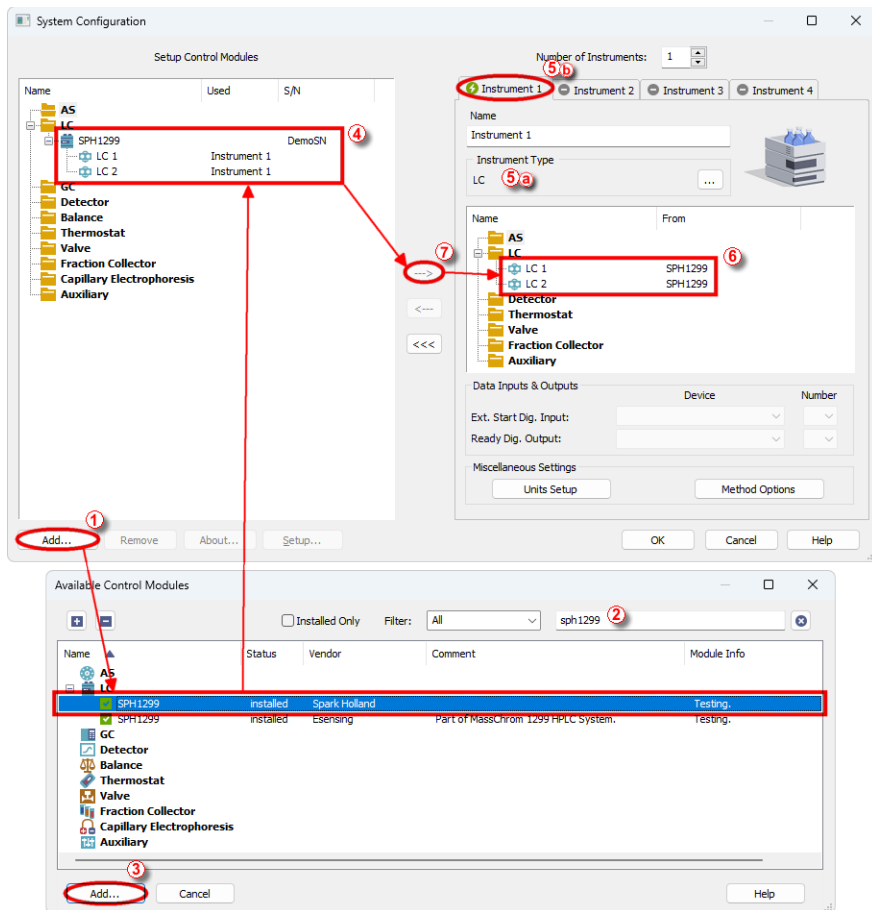 System Configuration
Setup Control Modules
Number of Instruments: 1
Name Used S/N
AS
LC
SPH1299 DemoSN
LC 1 Instrument 1
LC 2 Instrument 1
GC
Detector
Balance
Thermostat
Valve
Fraction Collector
Capillary Electrophoresis
Auxiliary
④
⑦
--->
<---
<<<
⑤ⓑ
Instrument 1 Instrument 2 Instrument 3 Instrument 4
Name
Instrument 1
Instrument Type
LC ⑤ⓐ ...
Name From
AS
LC
LC 1 SPH1299
LC 2 SPH1299
⑥
Detector
Thermostat
Valve
Fraction Collector
Auxiliary
Data Inputs & Outputs
Device Number
Ext. Start Dig. Input:
Ready Dig. Output:
Miscellaneous Settings
Units Setup Method Options
①
Add... Remove About... Setup...
OK Cancel Help
Available Control Modules
Installed Only Filter: All sph1299 ②
Name Status Vendor Comment Module Info
AS
LC
SPH1299 installed Spark Holland Testing.
SPH1299 installed Esensing Part of MassChrom 1299 HPLC System. Testing.
GC
Detector
Balance
Thermostat
Valve
Fraction Collector
Capillary Electrophoresis
Auxiliary
③
Add... Cancel Help